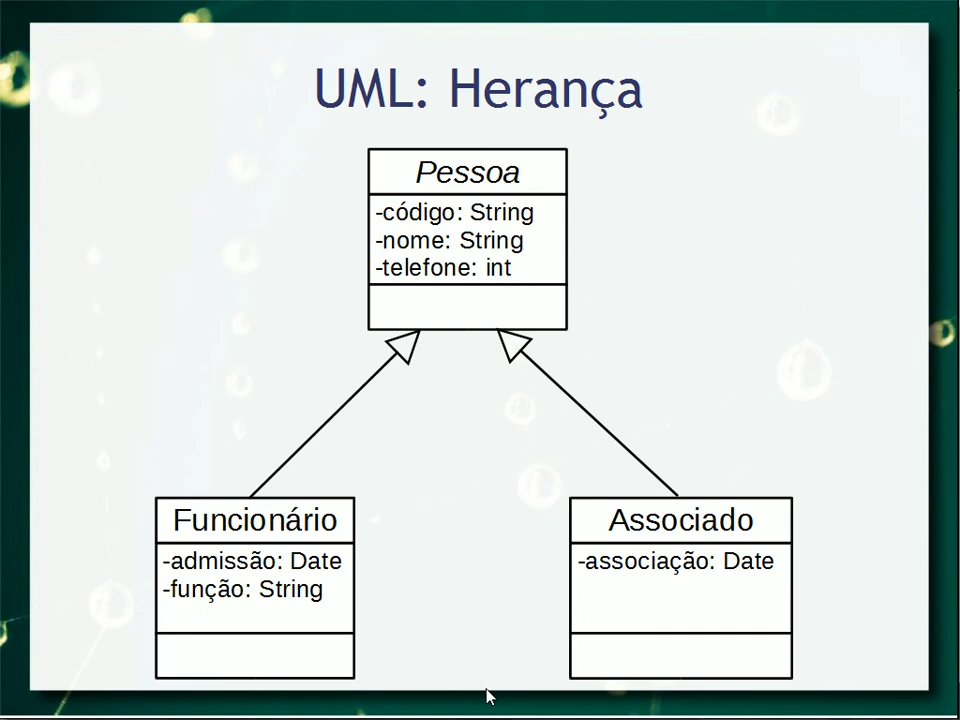 UML: Herança
Pessoa
-código: String
-nome: String
-telefone: int
Funcionário
-admissão: Date
-função: String
Associado
-associação: Date